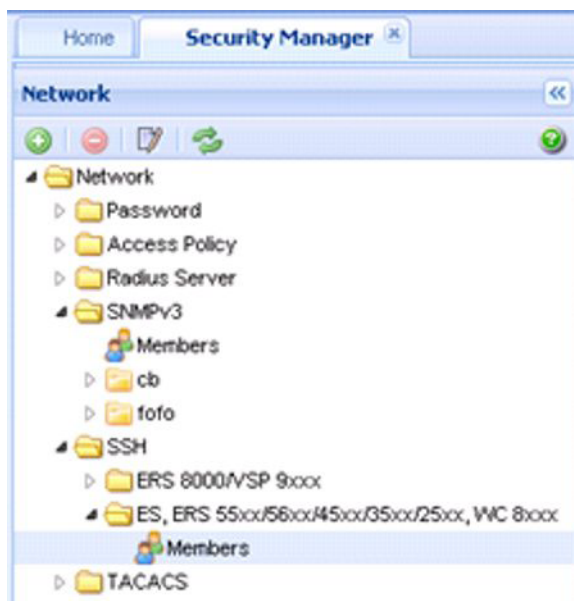 Home Security Manager
Network
Network
Password
Access Policy
Radius Server
SNMPv3
Members
cb
fofo
SSH
ERS 8000/VSP 9xxx
ES, ERS 55xx/56xx/45xx/35xx/25xx, WC 8xxx
Members
TACACS